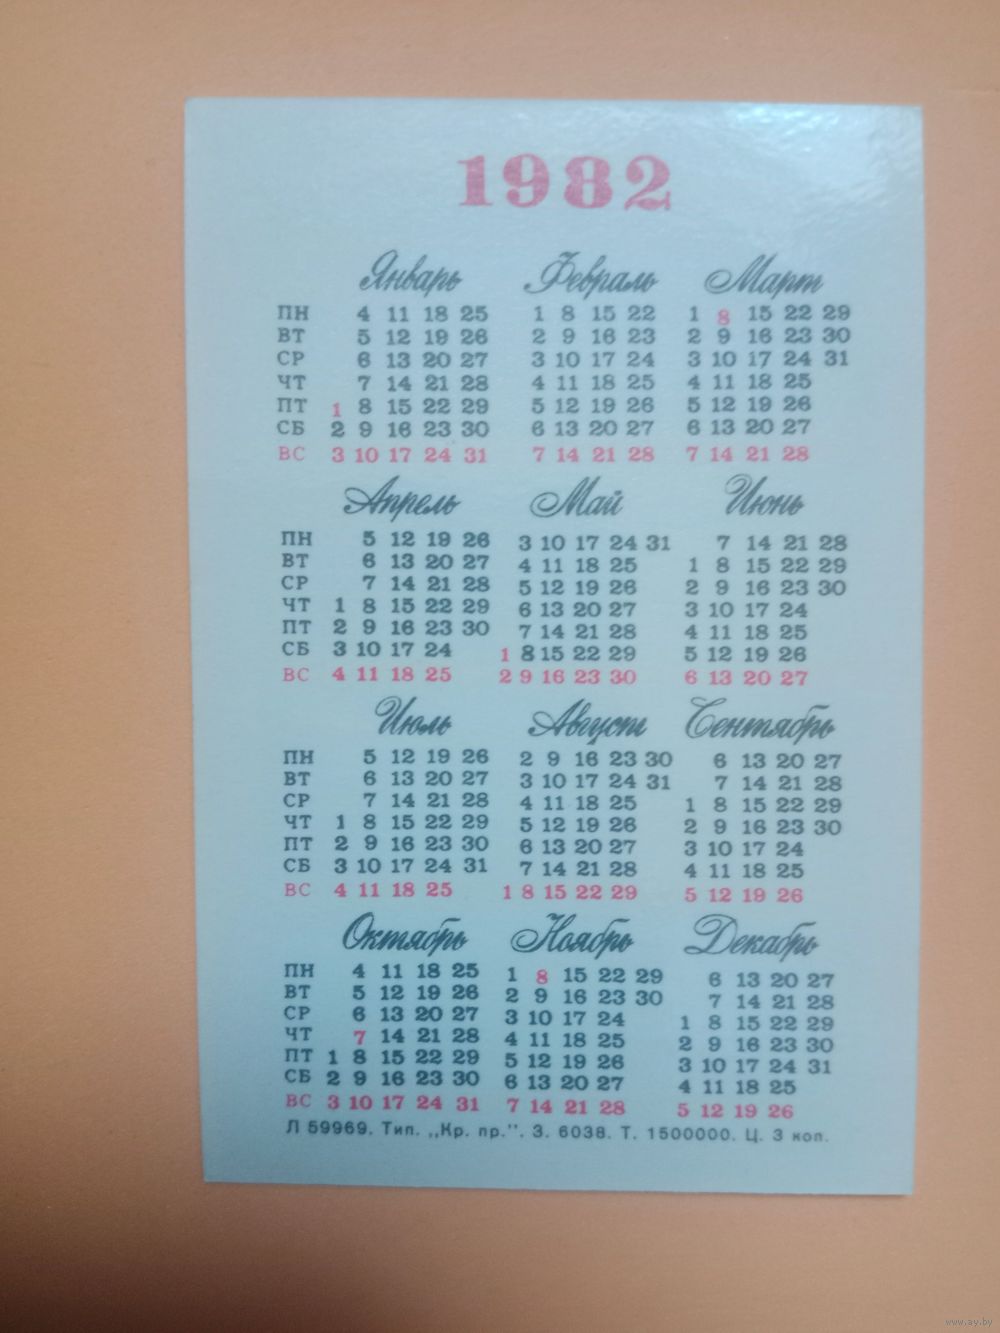 1982
Январь Февраль Март
ПН 4 11 18 25 1 8 15 22 1 8 15 22 29
ВТ 5 12 19 26 2 9 16 23 2 9 16 23 30
СР 6 13 20 27 3 10 17 24 3 10 17 24 31
ЧТ 7 14 21 28 4 11 18 25 4 11 18 25
ПТ 1 8 15 22 29 5 12 19 26 5 12 19 26
СБ 2 9 16 23 30 6 13 20 27 6 13 20 27
ВС 3 10 17 24 31 7 14 21 28 7 14 21 28
Апрель Май Июнь
ПН 5 12 19 26 3 10 17 24 31 7 14 21 28
ВТ 6 13 20 27 4 11 18 25 1 8 15 22 29
СР 7 14 21 28 5 12 19 26 2 9 16 23 30
ЧТ 1 8 15 22 29 6 13 20 27 3 10 17 24
ПТ 2 9 16 23 30 7 14 21 28 4 11 18 25
СБ 3 10 17 24 1 8 15 22 29 5 12 19 26
ВС 4 11 18 25 2 9 16 23 30 6 13 20 27
Июль Август Сентябрь
ПН 5 12 19 26 2 9 16 23 30 6 13 20 27
ВТ 6 13 20 27 3 10 17 24 31 7 14 21 28
СР 7 14 21 28 4 11 18 25 1 8 15 22 29
ЧТ 1 8 15 22 29 5 12 19 26 2 9 16 23 30
ПТ 2 9 16 23 30 6 13 20 27 3 10 17 24
СБ 3 10 17 24 31 7 14 21 28 4 11 18 25
ВС 4 11 18 25 1 8 15 22 29 5 12 19 26
Октябрь Ноябрь Декабрь
ПН 4 11 18 25 1 8 15 22 29 6 13 20 27
ВТ 5 12 19 26 2 9 16 23 30 7 14 21 28
СР 6 13 20 27 3 10 17 24 1 8 15 22 29
ЧТ 7 14 21 28 4 11 18 25 2 9 16 23 30
ПТ 1 8 15 22 29 5 12 19 26 3 10 17 24 31
СБ 2 9 16 23 30 6 13 20 27 4 11 18 25
ВС 3 10 17 24 31 7 14 21 28 5 12 19 26
Л 59969. Тип. „Кр. пр.". З. 6038. Т. 1500000. Ц. 3 коп.
www.ay.by